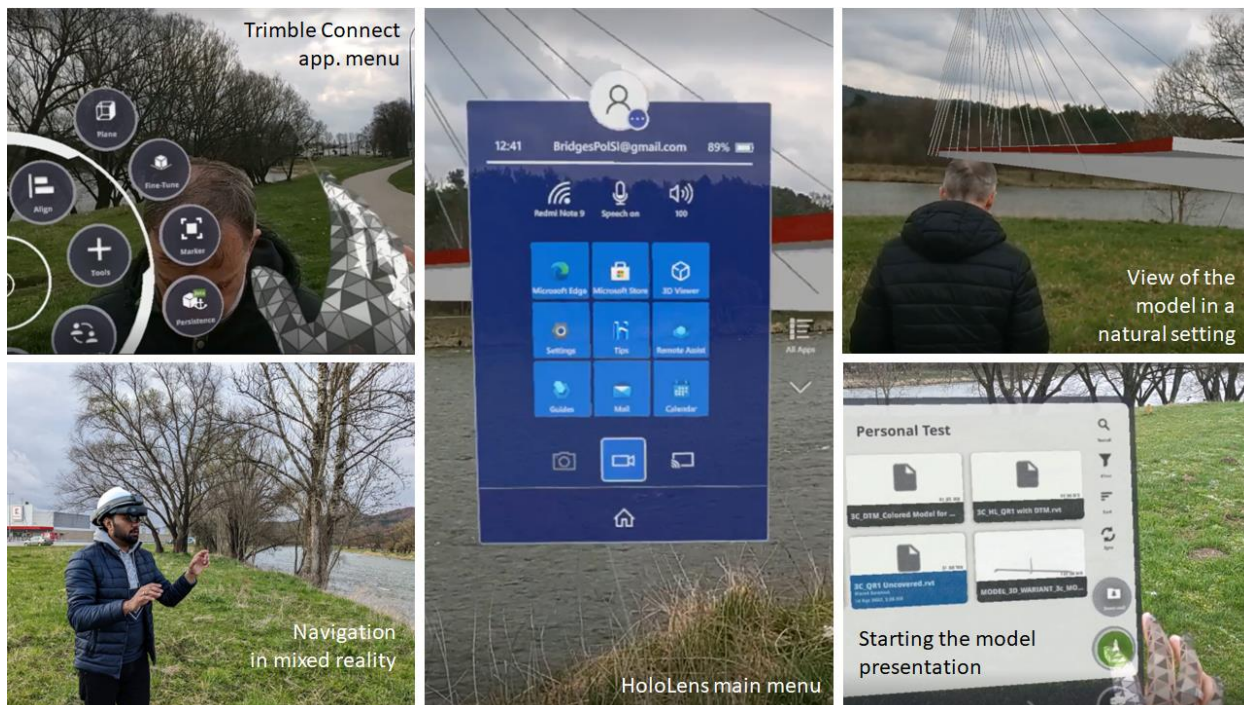 Trimble Connect
app. menu
Plane
Fine-Tune
Align
Marker
Tools
Persistence
12:41 BridgesPolSl@gmail.com 89%
Redmi Note 9 Speech on 100
Microsoft Edge Microsoft Store 3D Viewer
Settings Tips Remote Assist
Guides Mail Calendar
All Apps
HoloLens main menu
View of the
model in a
natural setting
Navigation
in mixed reality
Personal Test
3C_DTM_Colored Model for ...
3C_HL_QR1 with DTM.rvt
3C_QR1 Uncovered.rvt
MODEL_3D_WARIANT_3c_MO...
Sort
Sync
Starting the model
presentation